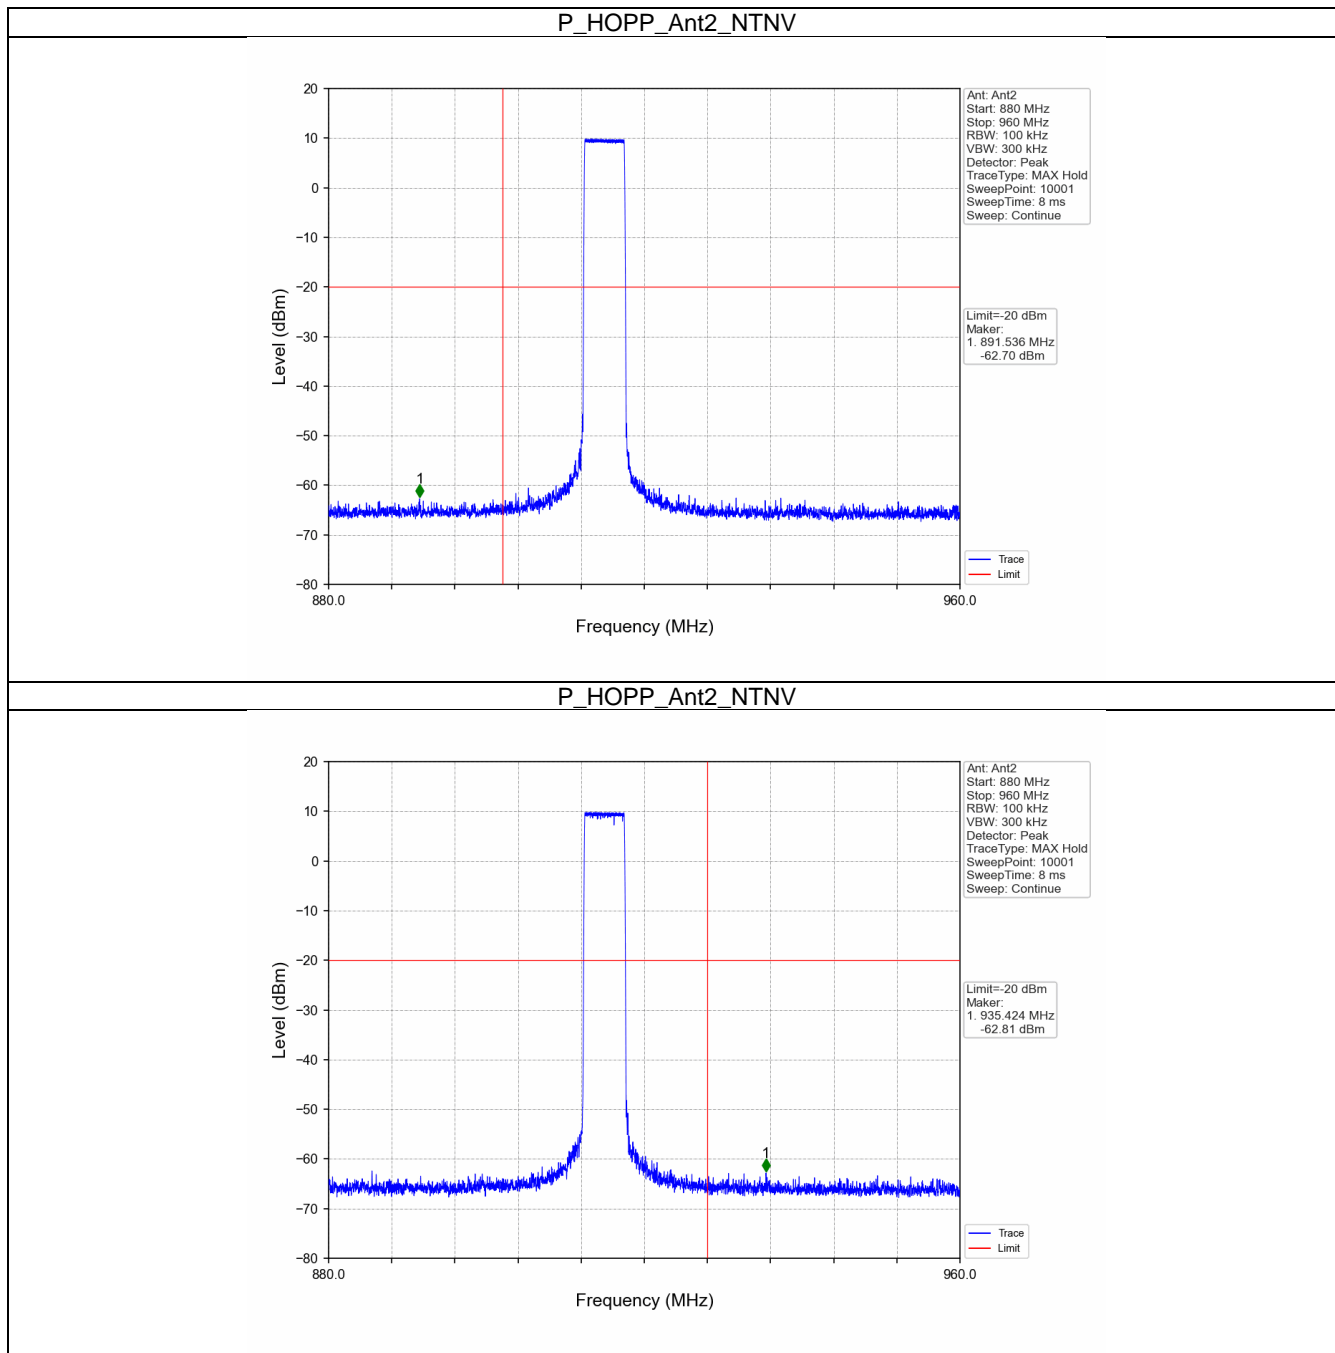 P_HOPP_Ant2_NTNV
20
10
0
−10
−20
−30
−40
−50
−60
−70
−80
Level (dBm)
1
880.0
960.0
Frequency (MHz)
Ant: Ant2
Start: 880 MHz
Stop: 960 MHz
RBW: 100 kHz
VBW: 300 kHz
Detector: Peak
TraceType: MAX Hold
SweepPoint: 10001
SweepTime: 8 ms
Sweep: Continue
Limit=-20 dBm
Maker:
1. 891.536 MHz
-62.70 dBm
Trace
Limit
P_HOPP_Ant2_NTNV
20
10
0
−10
−20
−30
−40
−50
−60
−70
−80
Level (dBm)
1
880.0
960.0
Frequency (MHz)
Ant: Ant2
Start: 880 MHz
Stop: 960 MHz
RBW: 100 kHz
VBW: 300 kHz
Detector: Peak
TraceType: MAX Hold
SweepPoint: 10001
SweepTime: 8 ms
Sweep: Continue
Limit=-20 dBm
Maker:
1. 935.424 MHz
-62.81 dBm
Trace
Limit